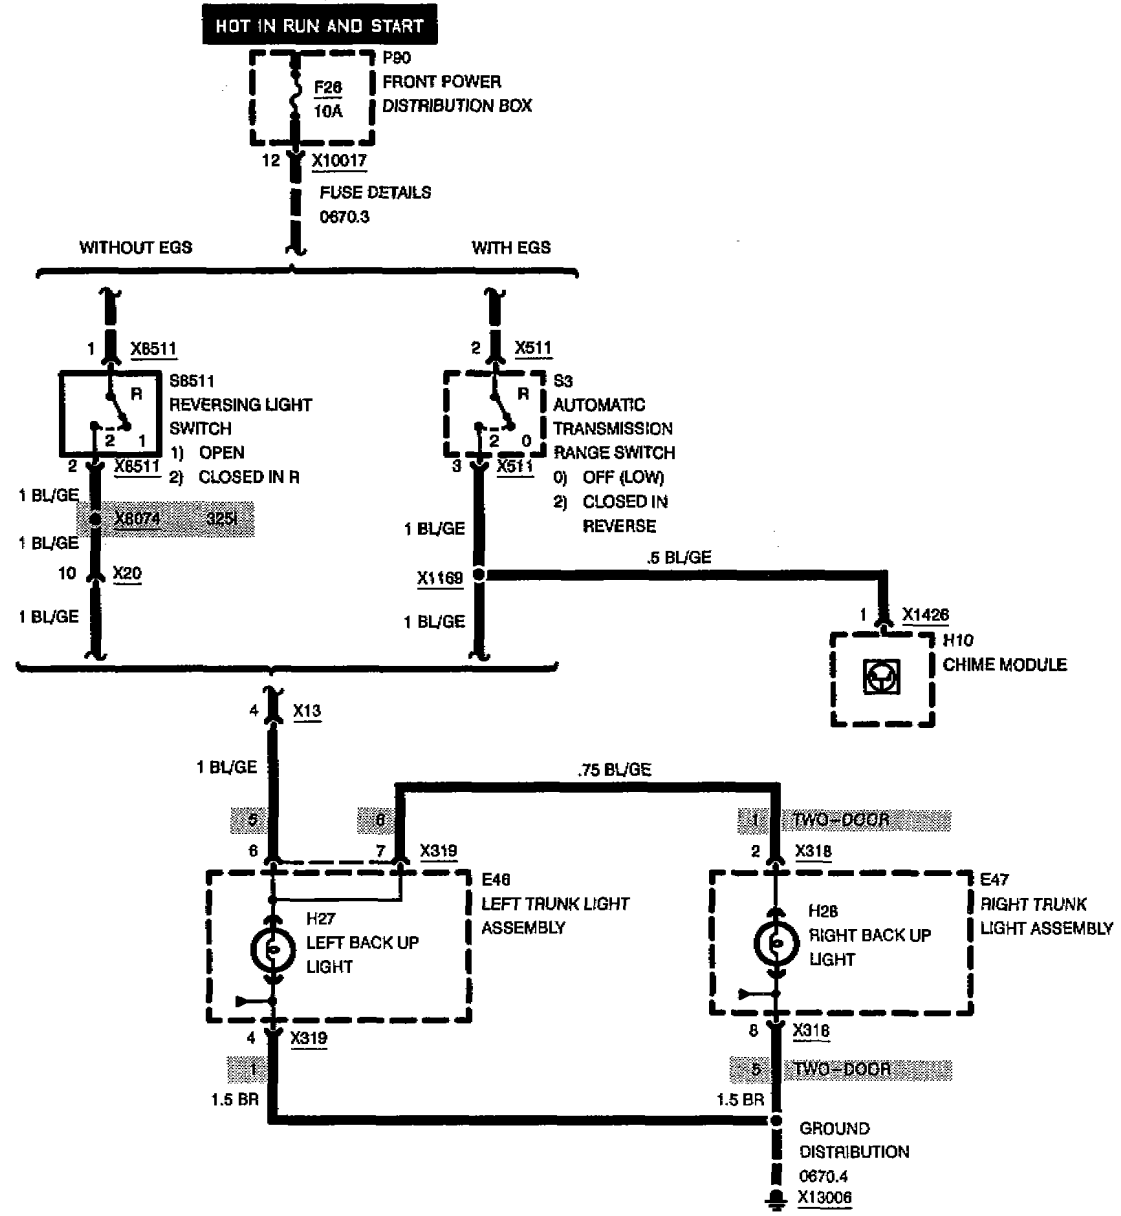 HOT IN RUN AND START
P90
FRONT POWER
DISTRIBUTION BOX
F26
10A
12 X10017
FUSE DETAILS
0670.3
WITHOUT EGS
WITH EGS
1 X8511
2 X511
S8511
REVERSING LIGHT
SWITCH
1) OPEN
2) CLOSED IN R
R
2 1
2 X8511
S3
AUTOMATIC
TRANSMISSION
RANGE SWITCH
0) OFF (LOW)
2) CLOSED IN
REVERSE
R
2 0
3 X511
1 BL/GE
X8074 325i
1 BL/GE
10 X20
1 BL/GE
1 BL/GE
X1169
1 BL/GE
.5 BL/GE
1 X1426
H10
CHIME MODULE
4 X13
1 BL/GE
.75 BL/GE
5
6
1 TWO-DOOR
6
7 X319
2 X318
E46
LEFT TRUNK LIGHT
ASSEMBLY
H27
LEFT BACK UP
LIGHT
E47
RIGHT TRUNK
LIGHT ASSEMBLY
H28
RIGHT BACK UP
LIGHT
4 X319
1
1.5 BR
8 X318
5 TWO-DOOR
1.5 BR
GROUND
DISTRIBUTION
0670.4
X13006